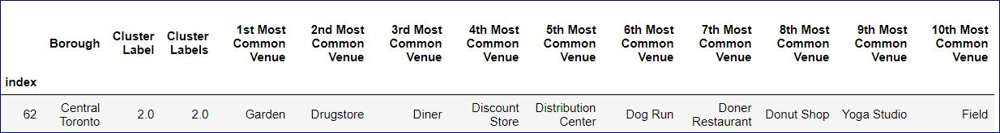 Borough Cluster Label Cluster Labels 1st Most Common Venue 2nd Most Common Venue 3rd Most Common Venue 4th Most Common Venue 5th Most Common Venue 6th Most Common Venue 7th Most Common Venue 8th Most Common Venue 9th Most Common Venue 10th Most Common Venue
index
62 Central Toronto 2.0 2.0 Garden Drugstore Diner Discount Store Distribution Center Dog Run Doner Restaurant Donut Shop Yoga Studio Field